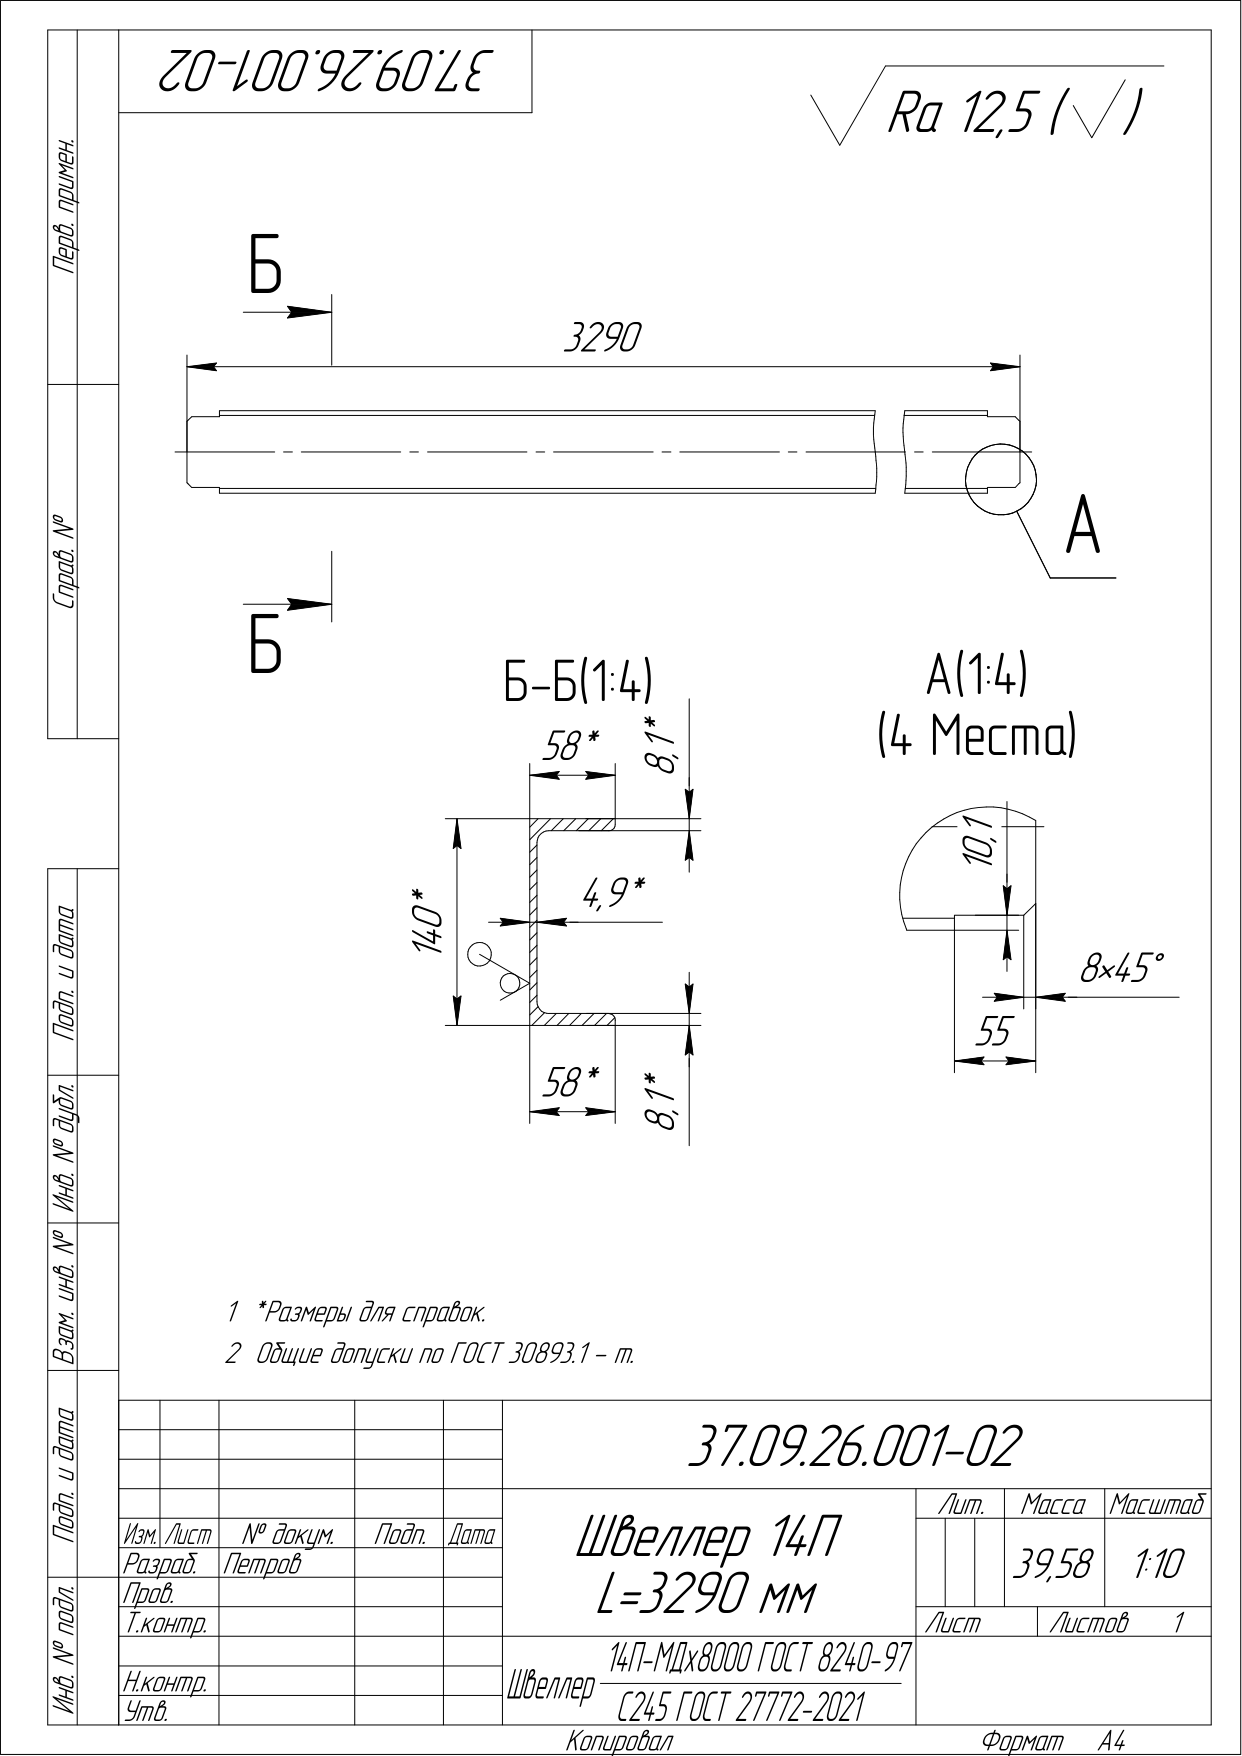 37.09.26.001-02
Ra 12,5 (√)
Перв. примен.
Справ. №
Подп. и дата
Инв. № дубл.
Взам. инв. №
Подп. и дата
Инв. № подл.
Б
3290
А
Б
Б-Б(1:4)
А(1:4)
(4 Места)
58*
8,1*
10,1
4,9*
140*
8×45°
55
58*
8,1*
1 *Размеры для справок.
2 Общие допуски по ГОСТ 30893.1 - m.
37.09.26.001-02
Лит. Масса Масштаб
Изм. Лист № докум. Подп. Дата
Разраб. Петров
Пров.
Т.контр.
Н.контр.
Утв.
Швеллер 14П
L=3290 мм
39,58 1:10
Лист Листов 1
Швеллер
14П-МДх8000 ГОСТ 8240-97
С245 ГОСТ 27772-2021
Копировал Формат А4